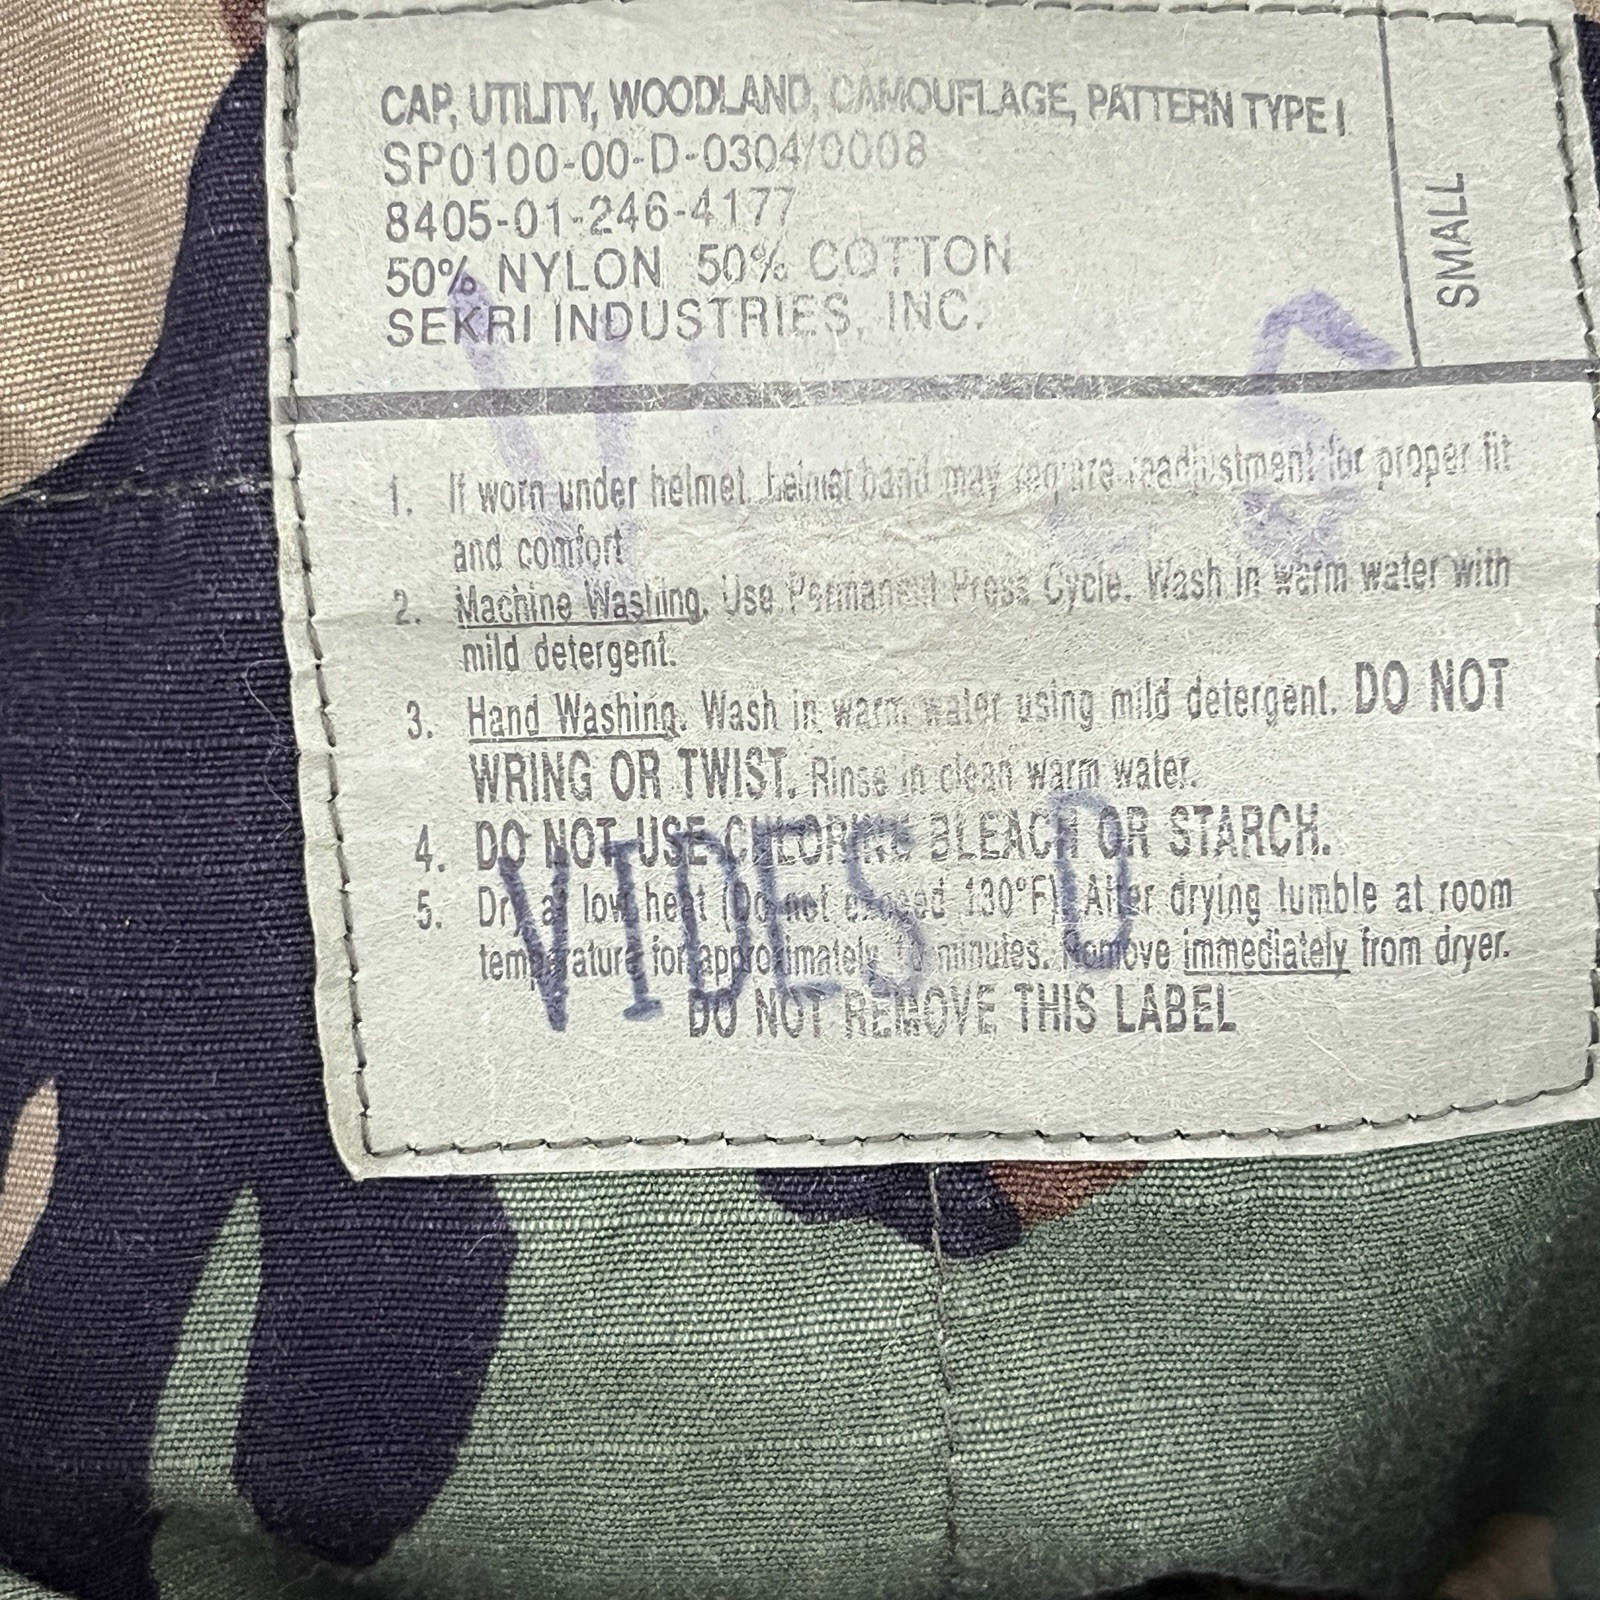 CAP, UTILITY, WOODLAND, CAMOUFLAGE, PATTERN TYPE I
SP0100-00-D-0304/0008
8405-01-246-4177
50% NYLON 50% COTTON
SEKRI INDUSTRIES, INC.
SMALL
1. If worn under helmet, helmet band may require readjustment for proper fit
and comfort
2. Machine Washing. Use Permanent Press Cycle. Wash in warm water with
mild detergent.
3. Hand Washing. Wash in warm water using mild detergent. DO NOT
WRING OR TWIST. Rinse in clean warm water.
4. DO NOT USE CHLORINE BLEACH OR STARCH.
5. Dry at low heat (Do not exceed 130°F). After drying tumble at room
temperature for approximately minutes. Remove immediately from dryer.
DO NOT REMOVE THIS LABEL
VIDES D